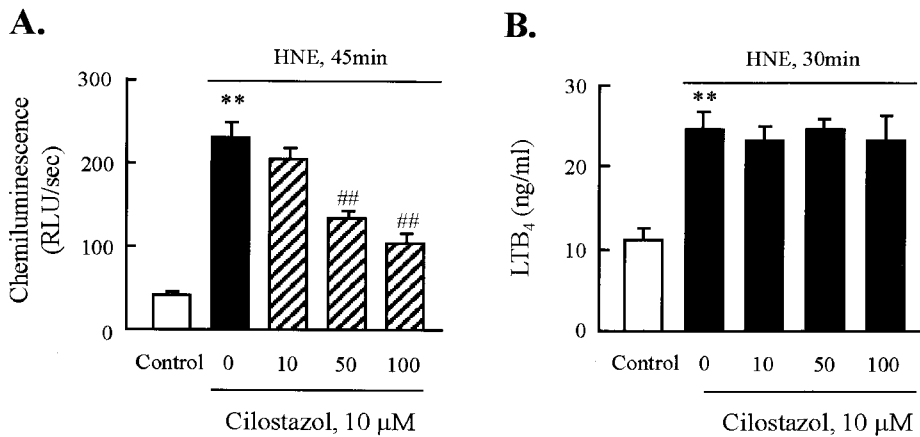 A.
HNE, 45min
300
200
100
0
Chemiluminescence
(RLU/sec)
**
##
##
Control 0 10 50 100
Cilostazol, 10 μM
B.
HNE, 30min
30
20
10
0
LTB4 (ng/ml)
**
Control 0 10 50 100
Cilostazol, 10 μM